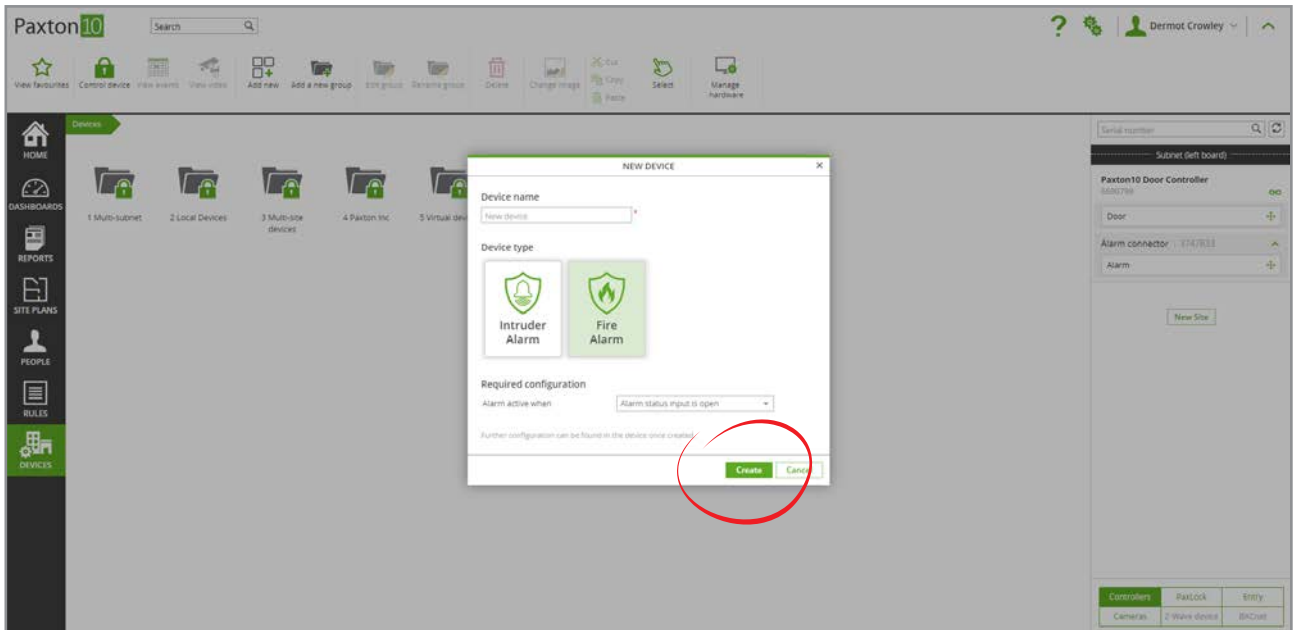 Paxton10
Search
Dermot Crowley
View favourites
Control device
View events
View video
Add new
Add a new group
Edit group
Rename group
Delete
Change image
Cut
Copy
Paste
Select
Manage
hardware
HOME
DASHBOARDS
REPORTS
SITE PLANS
PEOPLE
RULES
DEVICES
Devices
1 Multi-subnet
2 Local Devices
3 Multi-site
devices
4 Paxton Inc
5 Virtual dev
NEW DEVICE
Device name
New device
*
Device type
Intruder
Alarm
Fire
Alarm
Required configuration
Alarm active when
Alarm status input is open
Further configuration can be found in the device once created.
Create
Cancel
Serial number
Subnet (left board)
Paxton10 Door Controller
Door
Alarm connector
Alarm
New Site
Controllers
PaxLock
Entry
Cameras
Z-Wave device
BACnet